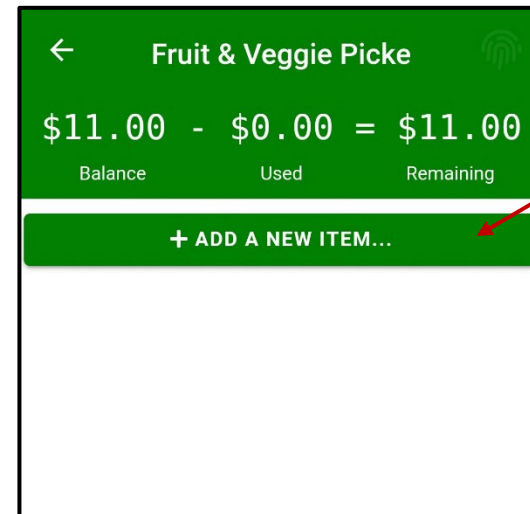 Fruit & Veggie Picke
$11.00 - $0.00 = $11.00
Balance Used Remaining
+ ADD A NEW ITEM...